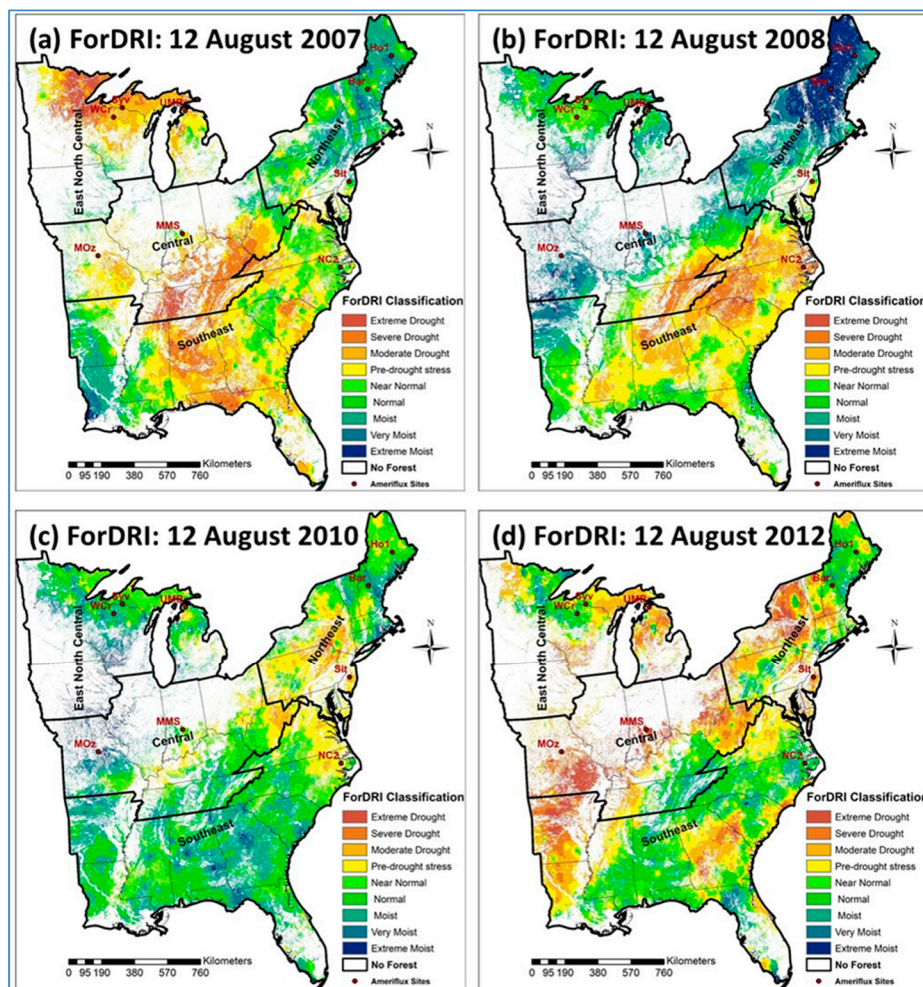 (a) ForDRI: 12 August 2007
Ho1
Bar
Syv
WCr
UMB
East North Central
Northeast
Slt
MMS
Central
MOz
NC2
Southeast
N
ForDRI Classification
Extreme Drought
Severe Drought
Moderate Drought
Pre-drought stress
Near Normal
Normal
Moist
Very Moist
Extreme Moist
No Forest
Ameriflux Sites
Kilometers
0 95 190 380 570 760
(b) ForDRI: 12 August 2008
Syv
WCr
UMB
East North Central
Northeast
Slt
MMS
Central
MOz
NC2
Southeast
N
ForDRI Classification
Extreme Drought
Severe Drought
Moderate Drought
Pre-drought stress
Near Normal
Normal
Moist
Very Moist
Extreme Moist
No Forest
Ameriflux Sites
Kilometers
0 95 190 380 570 760
(c) ForDRI: 12 August 2010
Ho1
Bar
Syv
WCr
UMB
East North Central
Northeast
Slt
MMS
Central
MOz
NC2
Southeast
N
ForDRI Classification
Extreme Drought
Severe Drought
Moderate Drought
Pre-drought stress
Near Normal
Normal
Moist
Very Moist
Extreme Moist
No Forest
Ameriflux Sites
Kilometers
0 95 190 380 570 760
(d) ForDRI: 12 August 2012
Ho1
Bar
Syv
WCr
UMB
East North Central
Northeast
Slt
MMS
Central
MOz
NC2
Southeast
N
ForDRI Classification
Extreme Drought
Severe Drought
Moderate Drought
Pre-drought stress
Near Normal
Normal
Moist
Very Moist
Extreme Moist
No Forest
Ameriflux Sites
Kilometers
0 95 190 380 570 760